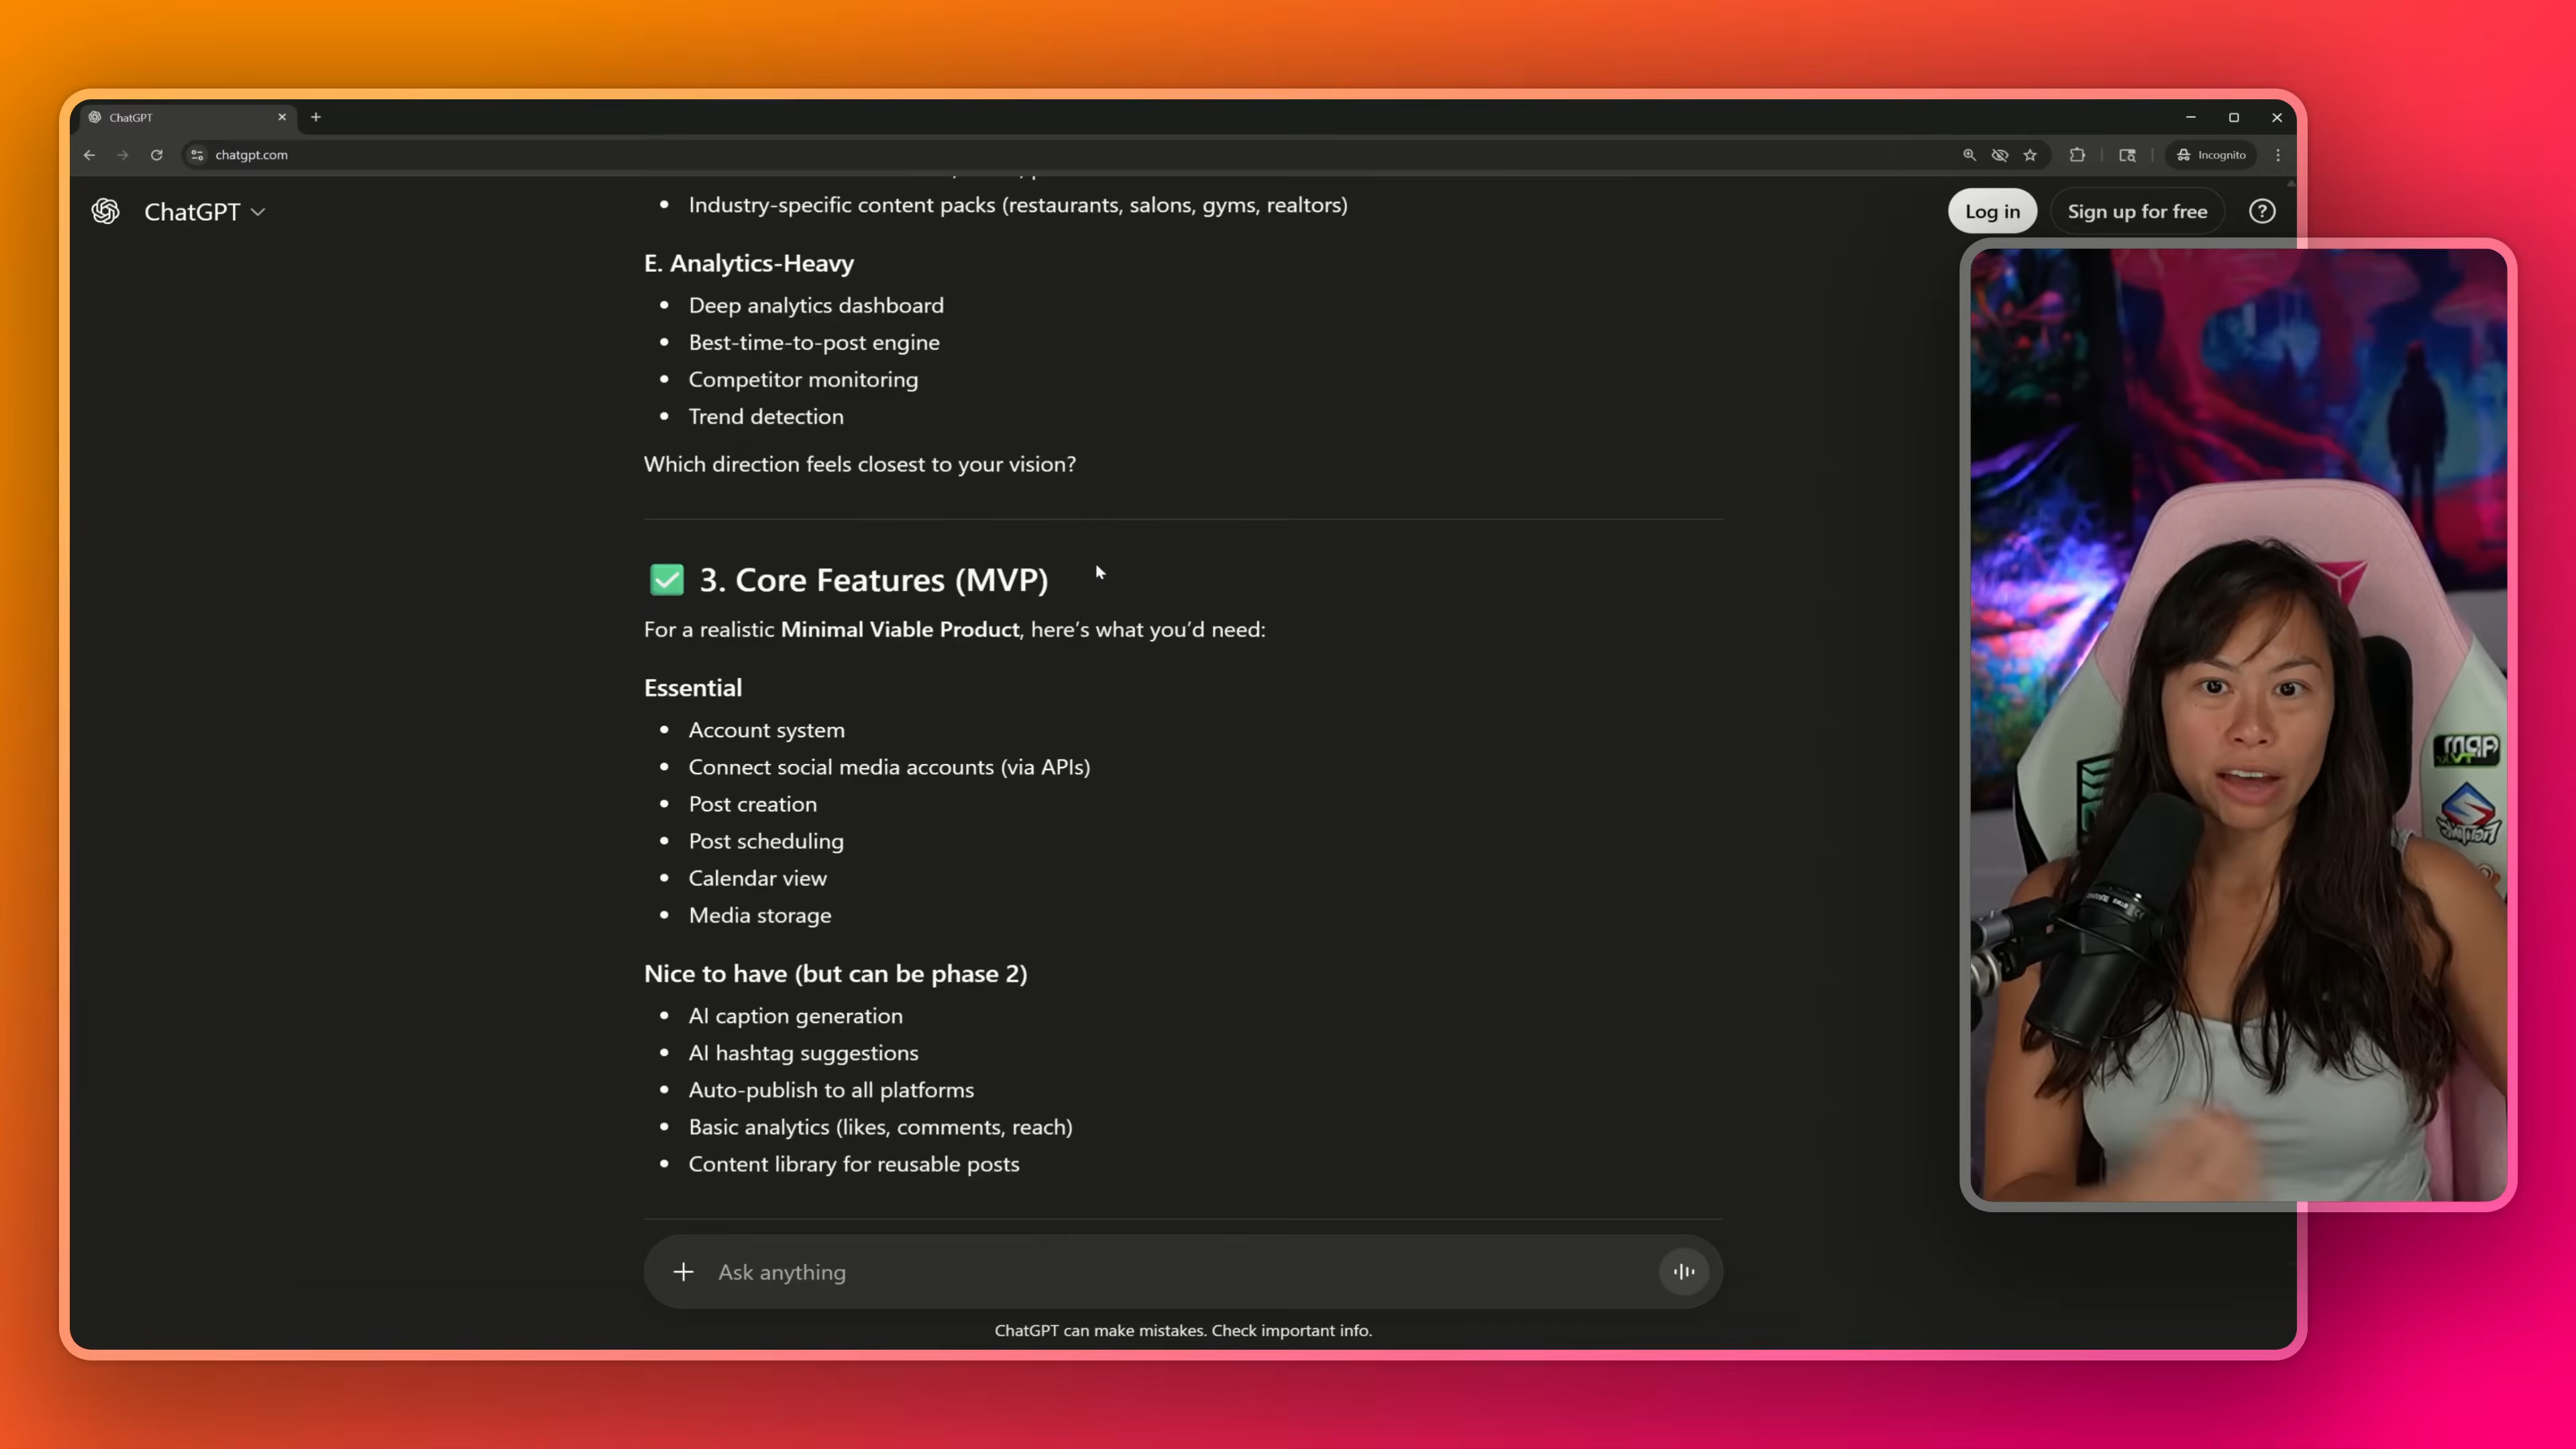 ChatGPT
chatgpt.com
Incognito
ChatGPT
Log in
Sign up for free
• Industry-specific content packs (restaurants, salons, gyms, realtors)
E. Analytics-Heavy
• Deep analytics dashboard
• Best-time-to-post engine
• Competitor monitoring
• Trend detection
Which direction feels closest to your vision?
✅ 3. Core Features (MVP)
For a realistic Minimal Viable Product, here’s what you’d need:
Essential
• Account system
• Connect social media accounts (via APIs)
• Post creation
• Post scheduling
• Calendar view
• Media storage
Nice to have (but can be phase 2)
• AI caption generation
• AI hashtag suggestions
• Auto-publish to all platforms
• Basic analytics (likes, comments, reach)
• Content library for reusable posts
Ask anything
ChatGPT can make mistakes. Check important info.